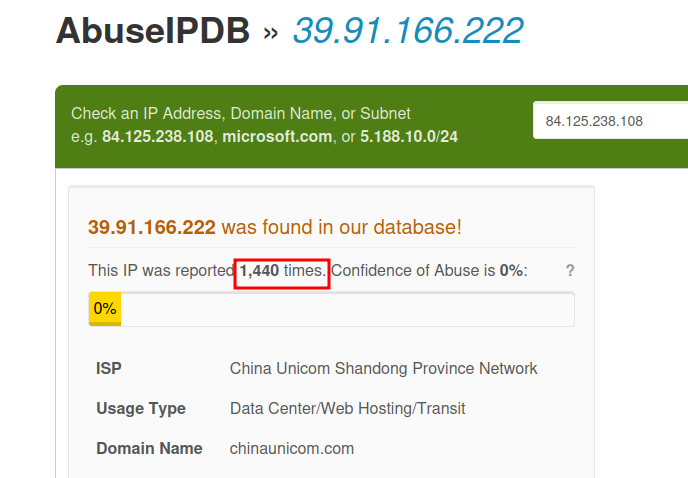 AbuseIPDB » 39.91.166.222
Check an IP Address, Domain Name, or Subnet
e.g. 84.125.238.108, microsoft.com, or 5.188.10.0/24
84.125.238.108
39.91.166.222 was found in our database!
This IP was reported 1,440 times. Confidence of Abuse is 0%: ?
0%
ISP China Unicom Shandong Province Network
Usage Type Data Center/Web Hosting/Transit
Domain Name chinaunicom.com